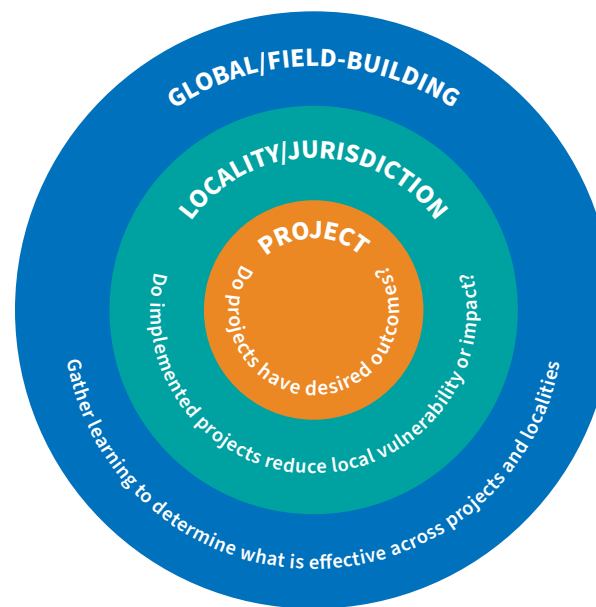 GLOBAL/FIELD-BUILDING
LOCALITY/JURISDICTION
PROJECT
Do projects have desired outcomes?
Do implemented projects reduce local vulnerability or impact?
Gather learning to determine what is effective across projects and localities